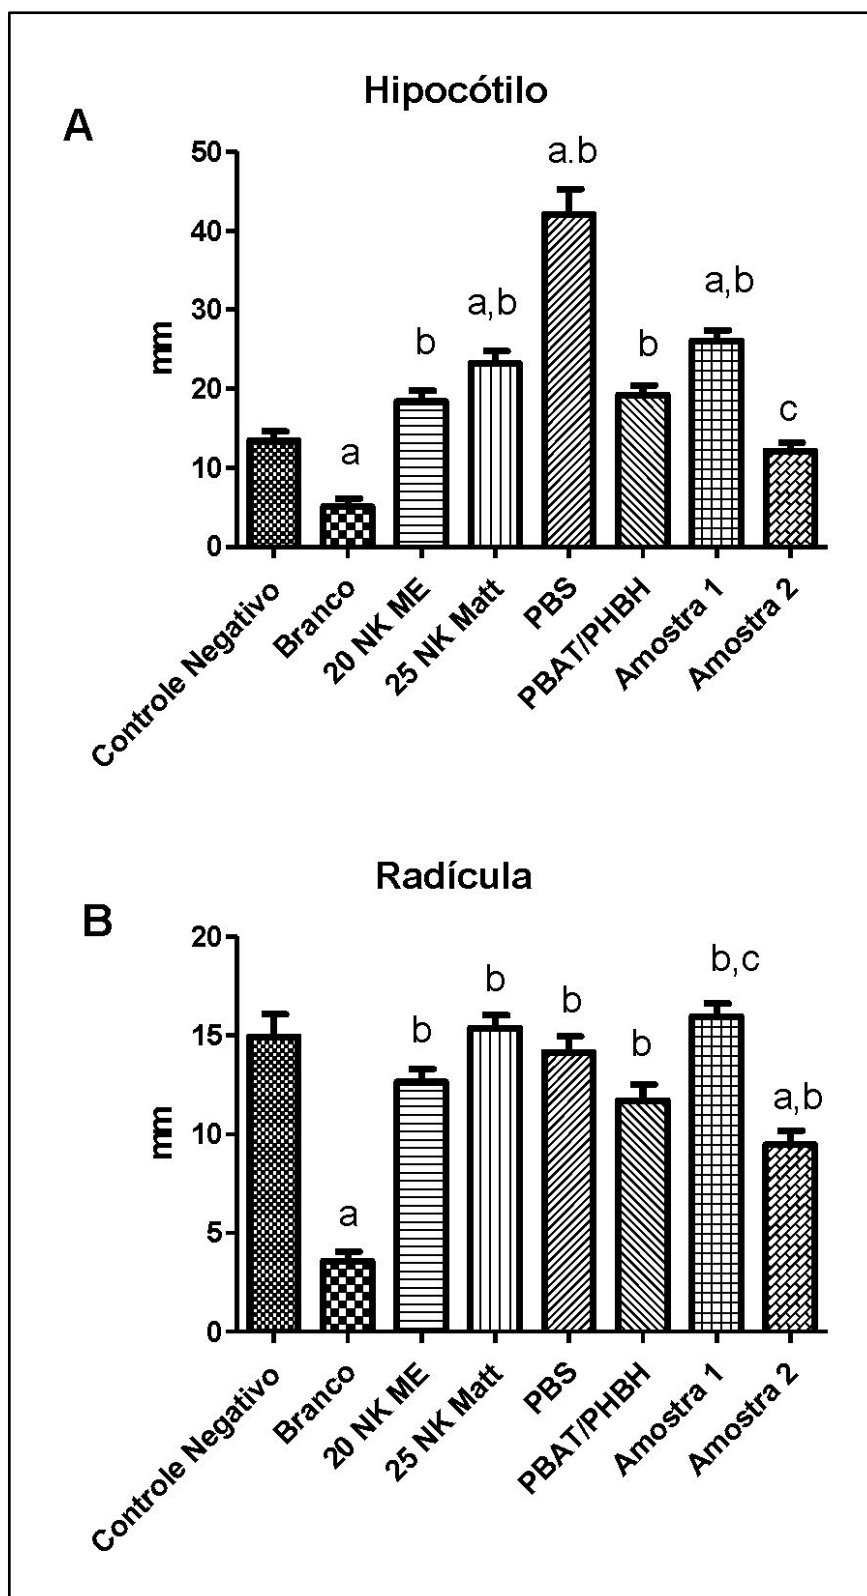 Hipocótilo
A
50
40
30
20
10
0
mm
a
b
a,b
a.b
b
a,b
c
Controle Negativo
Branco
20 NK ME
25 NK Matt
PBS
PBAT/PHBH
Amostra 1
Amostra 2
Radícula
B
20
15
10
5
0
mm
a
b
b
b
b
b,c
a,b
Controle Negativo
Branco
20 NK ME
25 NK Matt
PBS
PBAT/PHBH
Amostra 1
Amostra 2